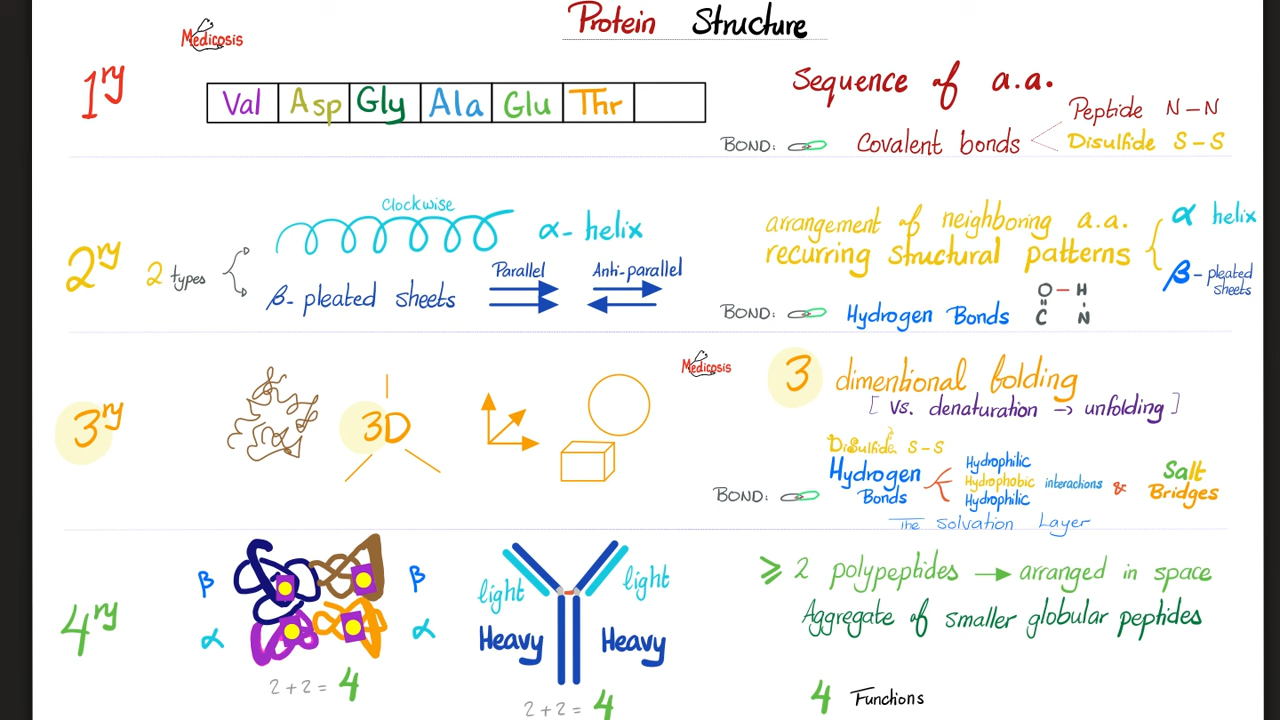 Protein Structure
Medicosis
1ry
Val Asp Gly Ala Glu Thr
Sequence of a.a.
BOND: Covalent bonds
Peptide N-N
Disulfide S-S
2ry
2 types
Clockwise
α-helix
β-pleated sheets
Parallel
Anti-parallel
arrangement of neighboring a.a.
recurring structural patterns
α helix
β-pleated
sheets
BOND: Hydrogen Bonds
O-H
C N
3ry
3D
Medicosis
3 dimentional folding
[vs. denaturation → unfolding]
Disulfide S-S
BOND: Hydrogen
Bonds
Hydrophilic
Hydrophobic interactions &
Hydrophilic
Salt
Bridges
The Solvation Layer
4ry
β β
α α
2+2=4
light light
Heavy Heavy
2+2=4
⩾ 2 polypeptides → arranged in space
Aggregate of smaller globular peptides
4 Functions